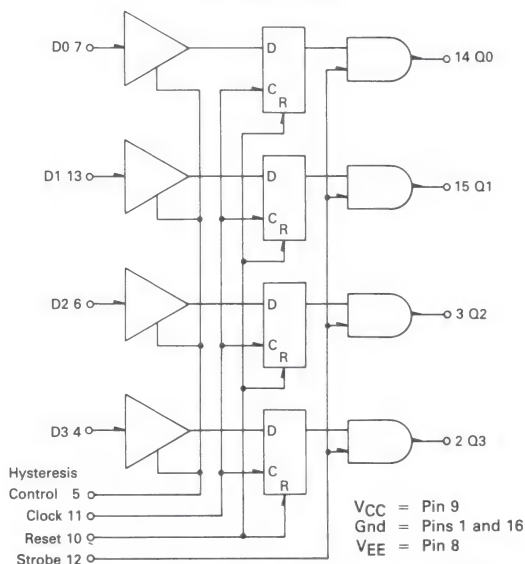 D0 7
D
14 Q0
C
R
D1 13
D
15 Q1
C
R
D2 6
D
3 Q2
C
R
D3 4
D
2 Q3
C
R
Hysteresis
Control 5
Clock 11
Reset 10
Strobe 12
VCC = Pin 9
Gnd = Pins 1 and 16
VEE = Pin 8